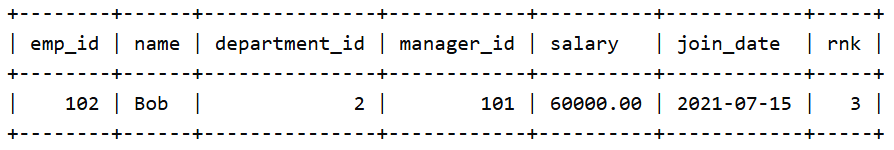 +--------+------+---------------+------------+----------+------------+-----+
| emp_id | name | department_id | manager_id | salary   | join_date  | rnk |
+--------+------+---------------+------------+----------+------------+-----+
|    102 | Bob  |             2 |        101 | 60000.00 | 2021-07-15 |   3 |
+--------+------+---------------+------------+----------+------------+-----+